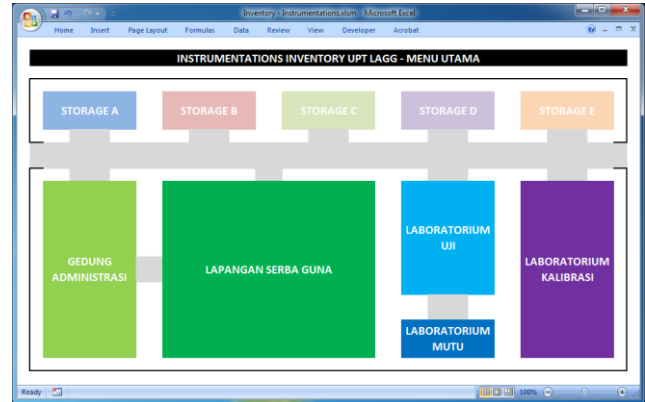 Inventory - Instrumentations.xlsm - Microsoft Excel
Home Insert Page Layout Formulas Data Review View Developer Acrobat
INSTRUMENTATIONS INVENTORY UPT LAGG - MENU UTAMA
STORAGE A STORAGE B STORAGE C STORAGE D STORAGE E
GEDUNG
ADMINISTRASI
LAPANGAN SERBA GUNA
LABORATORIUM
UJI
LABORATORIUM
MUTU
LABORATORIUM
KALIBRASI
Ready
100%